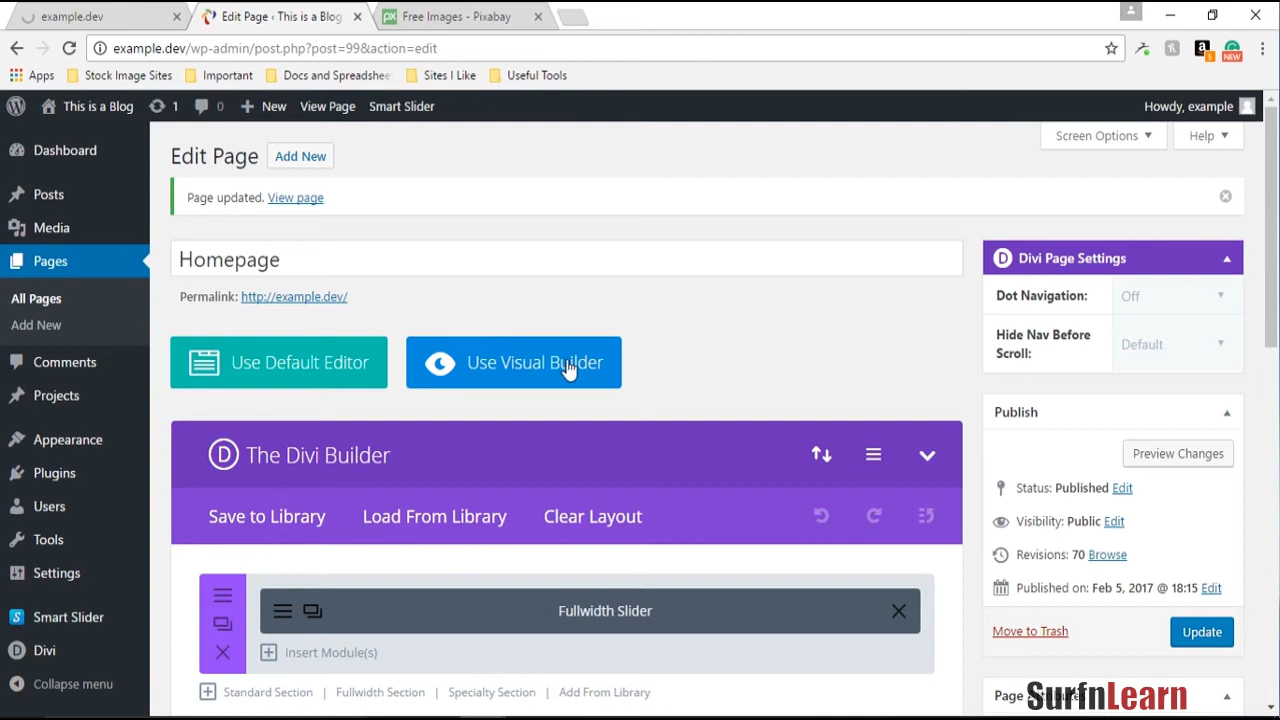 example.dev
Edit Page ‹ This is a Blog
Free Images - Pixabay
example.dev/wp-admin/post.php?post=99&action=edit
5
NEW
Apps
Stock Image Sites
Important
Docs and Spreadshee
Sites I Like
Useful Tools
This is a Blog
1
0
New
View Page
Smart Slider
Howdy, example
Dashboard
Posts
Media
Pages
All Pages
Add New
Comments
Projects
Appearance
Plugins
Users
Tools
Settings
Smart Slider
Divi
Collapse menu
Screen Options
Help
Edit Page
Add New
Page updated. View page
Homepage
Permalink: http://example.dev/
Use Default Editor
Use Visual Builder
The Divi Builder
Save to Library
Load From Library
Clear Layout
Fullwidth Slider
Insert Module(s)
Standard Section | Fullwidth Section | Specialty Section | Add From Library
Divi Page Settings
Dot Navigation:
Off
Hide Nav Before
Scroll:
Default
Publish
Preview Changes
Status: Published Edit
Visibility: Public Edit
Revisions: 70 Browse
Published on: Feb 5, 2017 @ 18:15 Edit
Move to Trash
Update
SurfnLearn